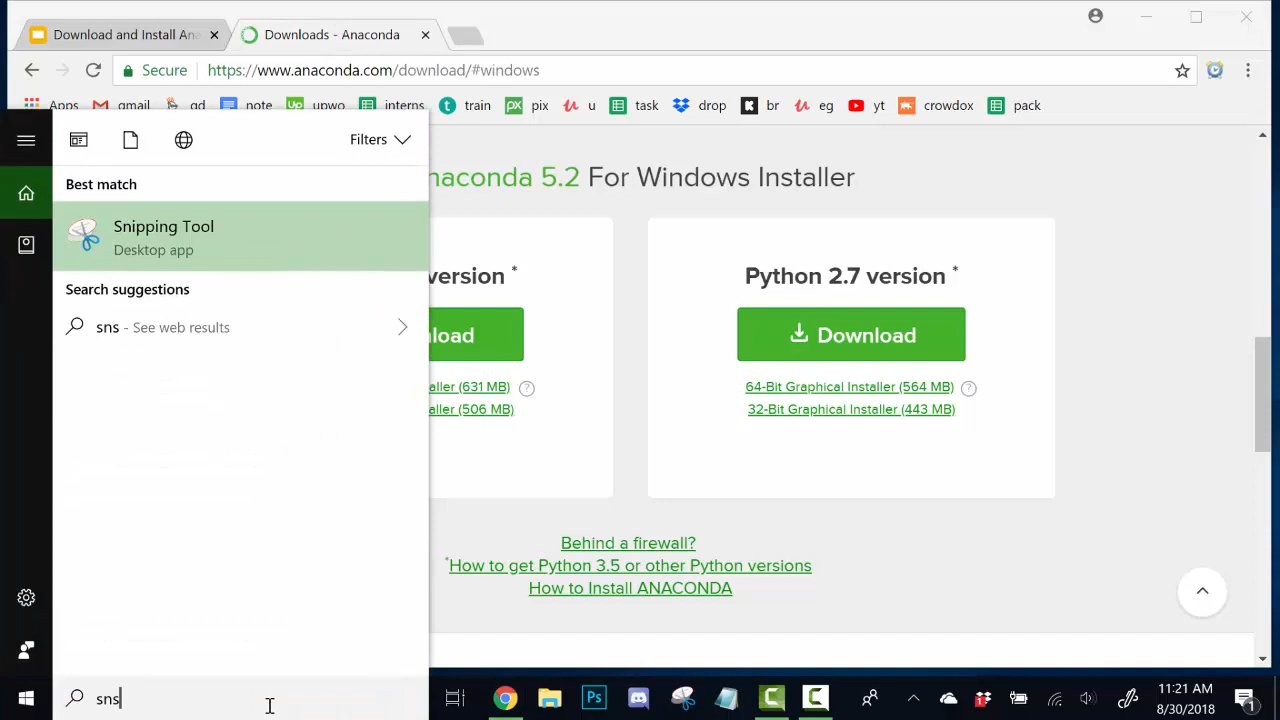 Download and Install Ana
Downloads - Anaconda
Secure
https://www.anaconda.com/download/#windows
Apps
gmail
gd
note
upwo
interns
train
pix
u
task
drop
br
eg
yt
crowdox
pack
Filters
Best match
Snipping Tool
Desktop app
Search suggestions
sns - See web results
naconda 5.2 For Windows Installer
version *
Python 2.7 version *
load
Download
aller (631 MB)
64-Bit Graphical Installer (564 MB)
aller (506 MB)
32-Bit Graphical Installer (443 MB)
Behind a firewall?
*How to get Python 3.5 or other Python versions
How to Install ANACONDA
sns
Ps
11:21 AM
8/30/2018
1